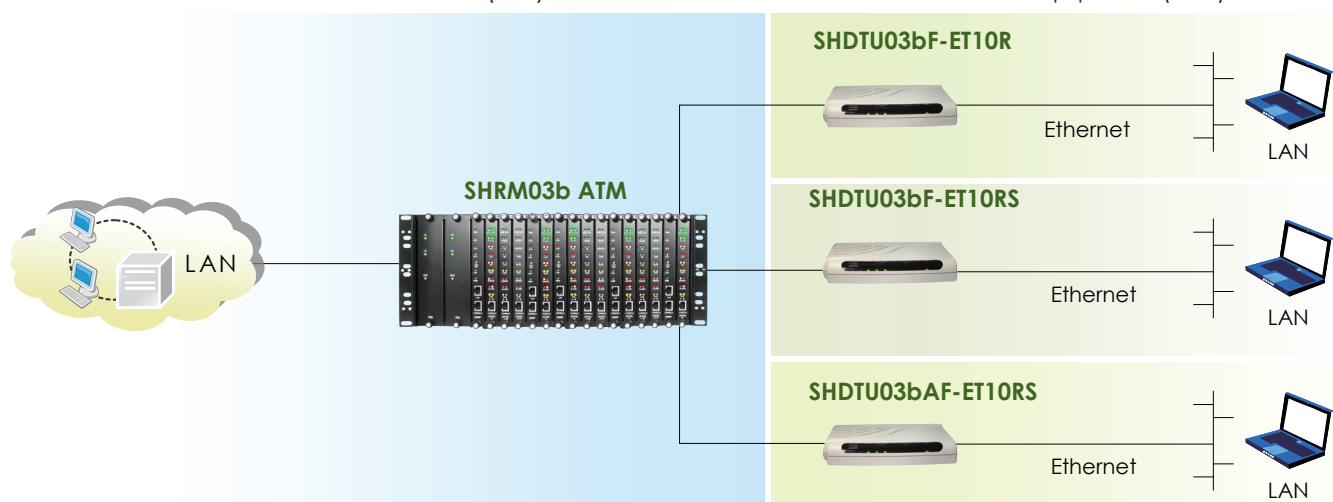 SHDTU03bF-ET10R
Ethernet
LAN
SHRM03b ATM
LAN
SHDTU03bF-ET10RS
Ethernet
LAN
SHDTU03bAF-ET10RS
Ethernet
LAN